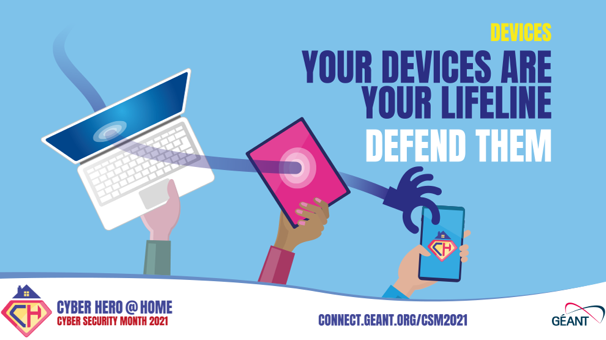 DEVICES
YOUR DEVICES ARE
YOUR LIFELINE
DEFEND THEM
CH
CH
CYBER HERO @ HOME
CYBER SECURITY MONTH 2021
CONNECT.GEANT.ORG/CSM2021
GÉANT